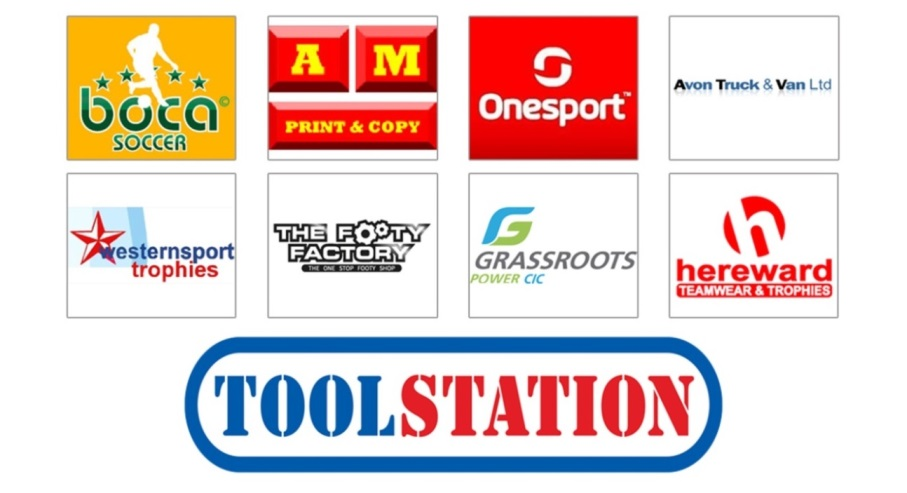 boca©
SOCCER
A M
PRINT & COPY
Onesport™
Avon Truck & Van Ltd
westernsport
trophies
THE FOOTY
FACTORY
THE ONE STOP FOOTY SHOP
GRASSROOTS
POWER CIC
h
hereward
TEAMWEAR & TROPHIES
TOOLSTATION